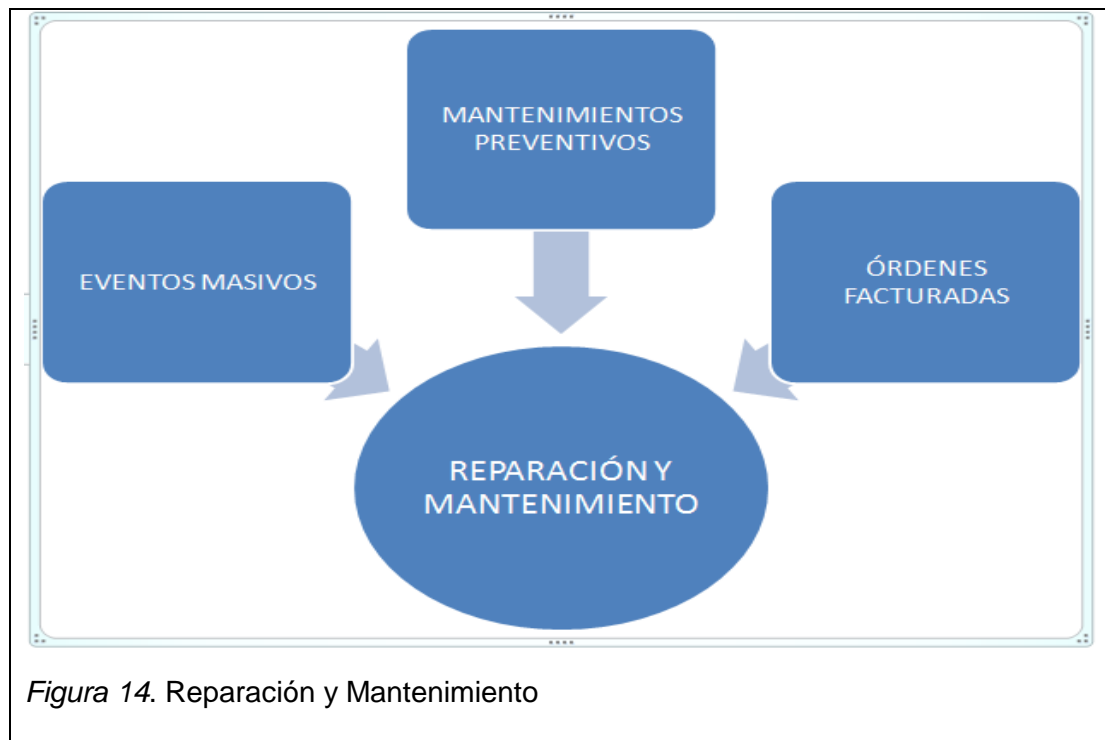 MANTENIMIENTOS
PREVENTIVOS
EVENTOS MASIVOS
ÓRDENES
FACTURADAS
REPARACIÓN Y
MANTENIMIENTO
Figura 14. Reparación y Mantenimiento